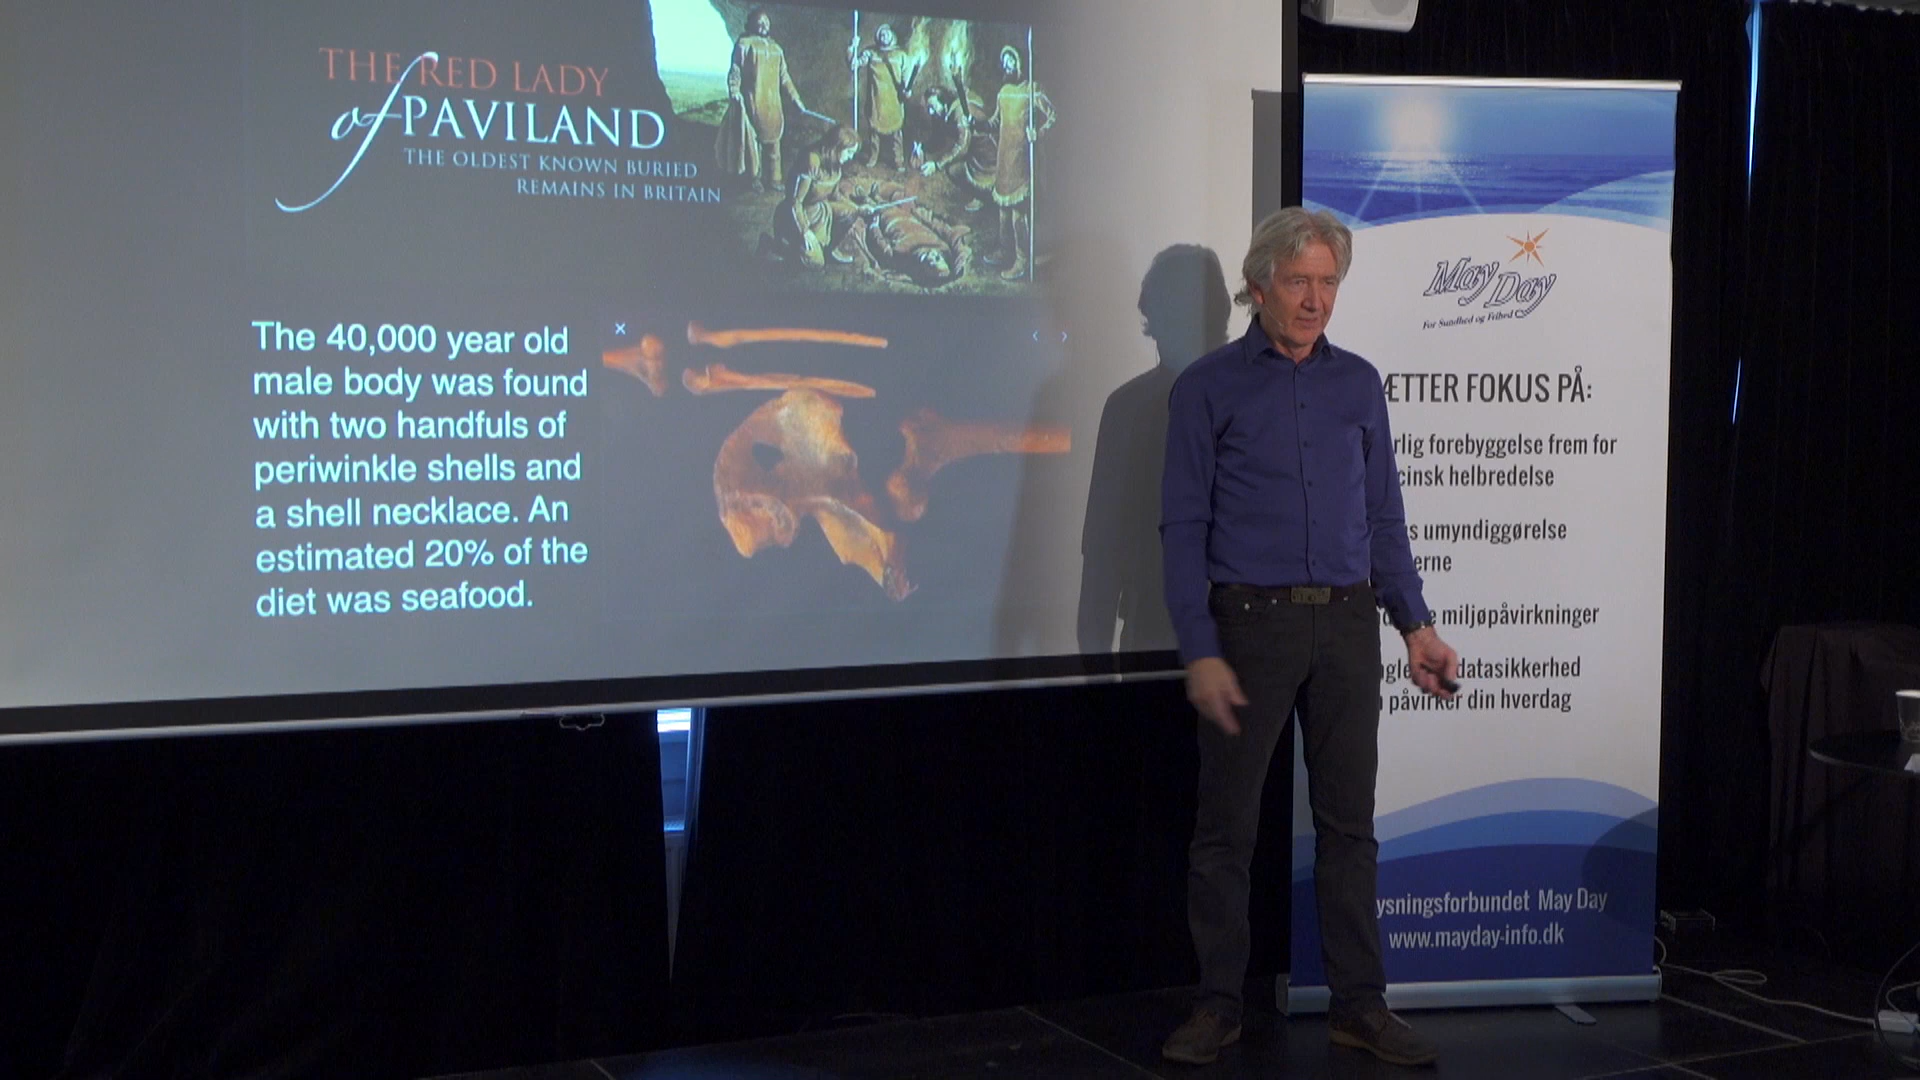 THE RED LADY
of PAVILAND
THE OLDEST KNOWN BURIED
REMAINS IN BRITAIN
The 40,000 year old
male body was found
with two handfuls of
periwinkle shells and
a shell necklace. An
estimated 20% of the
diet was seafood.
May Day
For Sundhed og Frihed
ÆTTER FOKUS PÅ:
rlig forebyggelse frem for
cinsk helbredelse
s umyndiggørelse
erne
e miljøpåvirkninger
gle datasikkerhed
påvirker din hverdag
ysningsforbundet May Day
www.mayday-info.dk